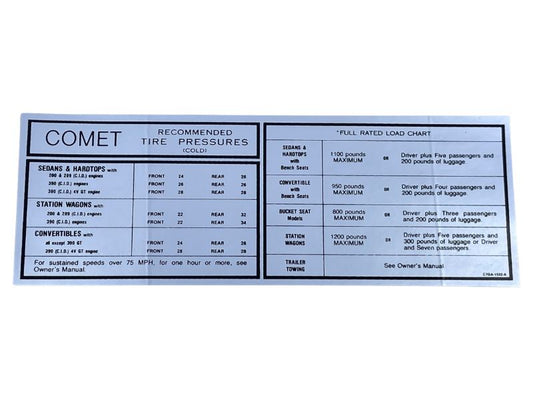 COMET
RECOMMENDED
TIRE PRESSURES
(COLD)
SEDANS & HARDTOPS with
200 & 289 (C.I.D.) engines FRONT 24 REAR 26
390 (C.I.D.) engines FRONT 26 REAR 26
390 (C.I.D.) 4V GT engine FRONT 28 REAR 28
STATION WAGONS with
200 & 289 (C.I.D.) engines FRONT 22 REAR 32
390 (C.I.D.) engines FRONT 22 REAR 34
CONVERTIBLES with
all except 390 GT FRONT 24 REAR 26
390 (C.I.D.) 4V GT engine FRONT 28 REAR 29
For sustained speeds over 75 MPH, for one hour or more, see
Owner's Manual.
*FULL RATED LOAD CHART
SEDANS &
HARDTOPS
with
Bench Seats
1100 pounds
MAXIMUM
OR
Driver plus Five passengers and
200 pounds of luggage.
CONVERTIBLE
with
Bench Seats
950 pounds
MAXIMUM
OR
Driver plus Four passengers and
200 pounds of luggage.
BUCKET SEAT
Models
800 pounds
MAXIMUM
OR
Driver plus Three passengers
and 200 pounds of luggage.
STATION
WAGONS
1200 pounds
MAXIMUM
OR
Driver plus Five passengers and
300 pounds of luggage or Driver
and Seven passengers.
TRAILER
TOWING
See Owner's Manual.